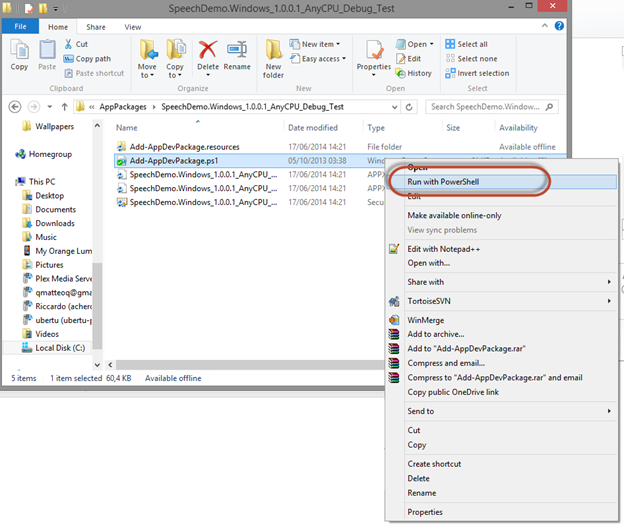 SpeechDemo.Windows_1.0.0.1_AnyCPU_Debug_Test
File Home Share View
Copy Paste Cut Copy path Paste shortcut Move to Copy to Delete Rename New folder New item Easy access Properties Open Edit History Select all Select none Invert selection
Clipboard Organize New Open Select
« AppPackages SpeechDemo.Windows_1.0.0.1_AnyCPU_Debug_Test Search SpeechDemo.Window...
Name Date modified Type Size Availability
Wallpapers
Homegroup
This PC
Desktop
Documents
Downloads
Music
My Orange Lum
Pictures
Plex Media Serve
qmatteoq@gma
Riccardo (achero
ubertu (ubertu-p
Videos
Local Disk (C:)
Add-AppDevPackage.resources 17/06/2014 14:21 File folder Available offline
Add-AppDevPackage.ps1 05/10/2013 03:38 Windo
SpeechDemo.Windows_1.0.0.1_AnyCPU_... 17/06/2014 14:21 APPX
SpeechDemo.Windows_1.0.0.1_AnyCPU_... 17/06/2014 14:21 APPX
SpeechDemo.Windows_1.0.0.1_AnyCPU_... 17/06/2014 14:21 Secu
5 items 1 item selected 60,4 KB Available offline
Open
Run with PowerShell
Edit
Make available online-only
View sync problems
Edit with Notepad++
Open with...
Share with
TortoiseSVN
WinMerge
Add to archive...
Add to "Add-AppDevPackage.rar"
Compress and email...
Compress to "Add-AppDevPackage.rar" and email
Copy public OneDrive link
Send to
Cut
Copy
Create shortcut
Delete
Rename
Properties